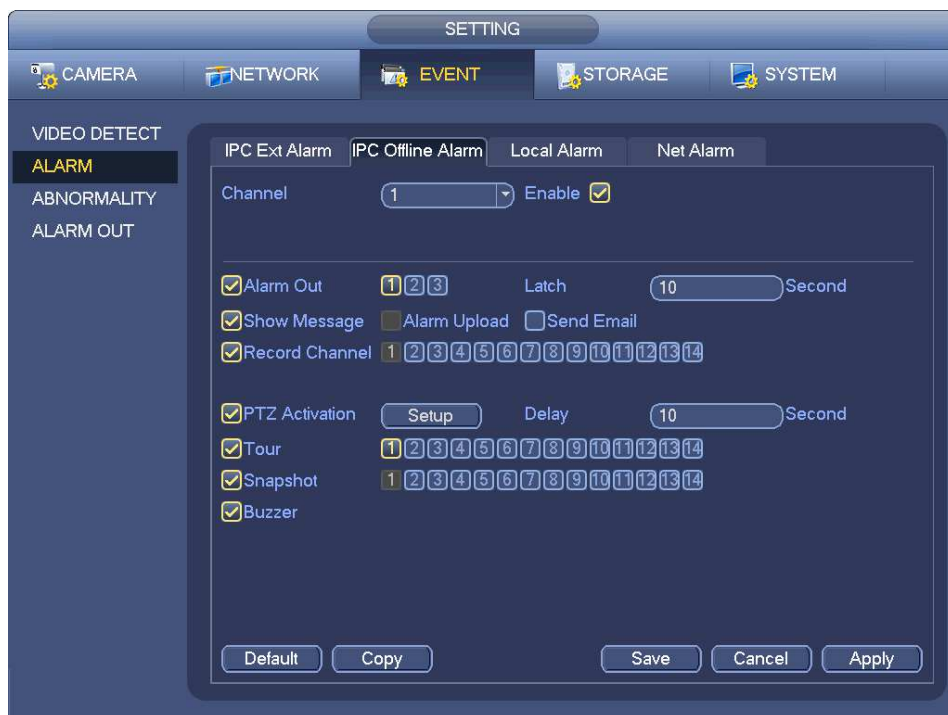 SETTING
CAMERA NETWORK EVENT STORAGE SYSTEM
VIDEO DETECT
ALARM
ABNORMALITY
ALARM OUT
IPC Ext Alarm IPC Offline Alarm Local Alarm Net Alarm
Channel 1 Enable
Alarm Out 1 2 3 Latch 10 Second
Show Message Alarm Upload Send Email
Record Channel 1 2 3 4 5 6 7 8 9 10 11 12 13 14
PTZ Activation Setup Delay 10 Second
Tour 1 2 3 4 5 6 7 8 9 10 11 12 13 14
Snapshot 1 2 3 4 5 6 7 8 9 10 11 12 13 14
Buzzer
Default Copy Save Cancel Apply